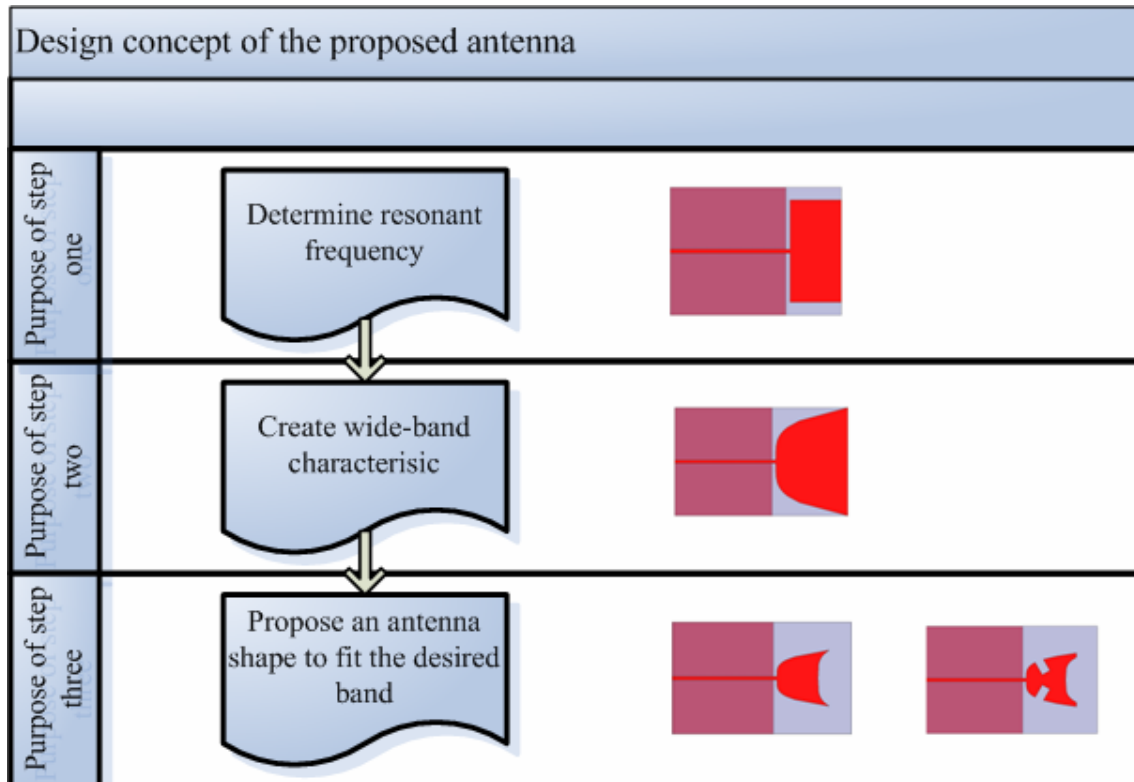 Design concept of the proposed antenna
Purpose of step
one
Determine resonant
frequency
Purpose of step
two
Create wide-band
characterisic
Purpose of step
three
Propose an antenna
shape to fit the desired
band